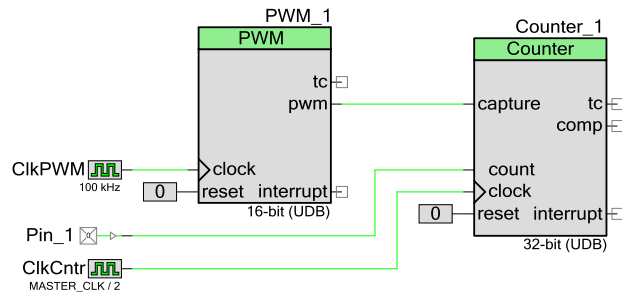 PWM_1
PWM
tc
pwm
ClkPWM
100 kHz
clock
0
reset
interrupt
16-bit (UDB)
Counter_1
Counter
capture
tc
comp
count
clock
0
reset
interrupt
32-bit (UDB)
Pin_1
ClkCntr
MASTER_CLK / 2